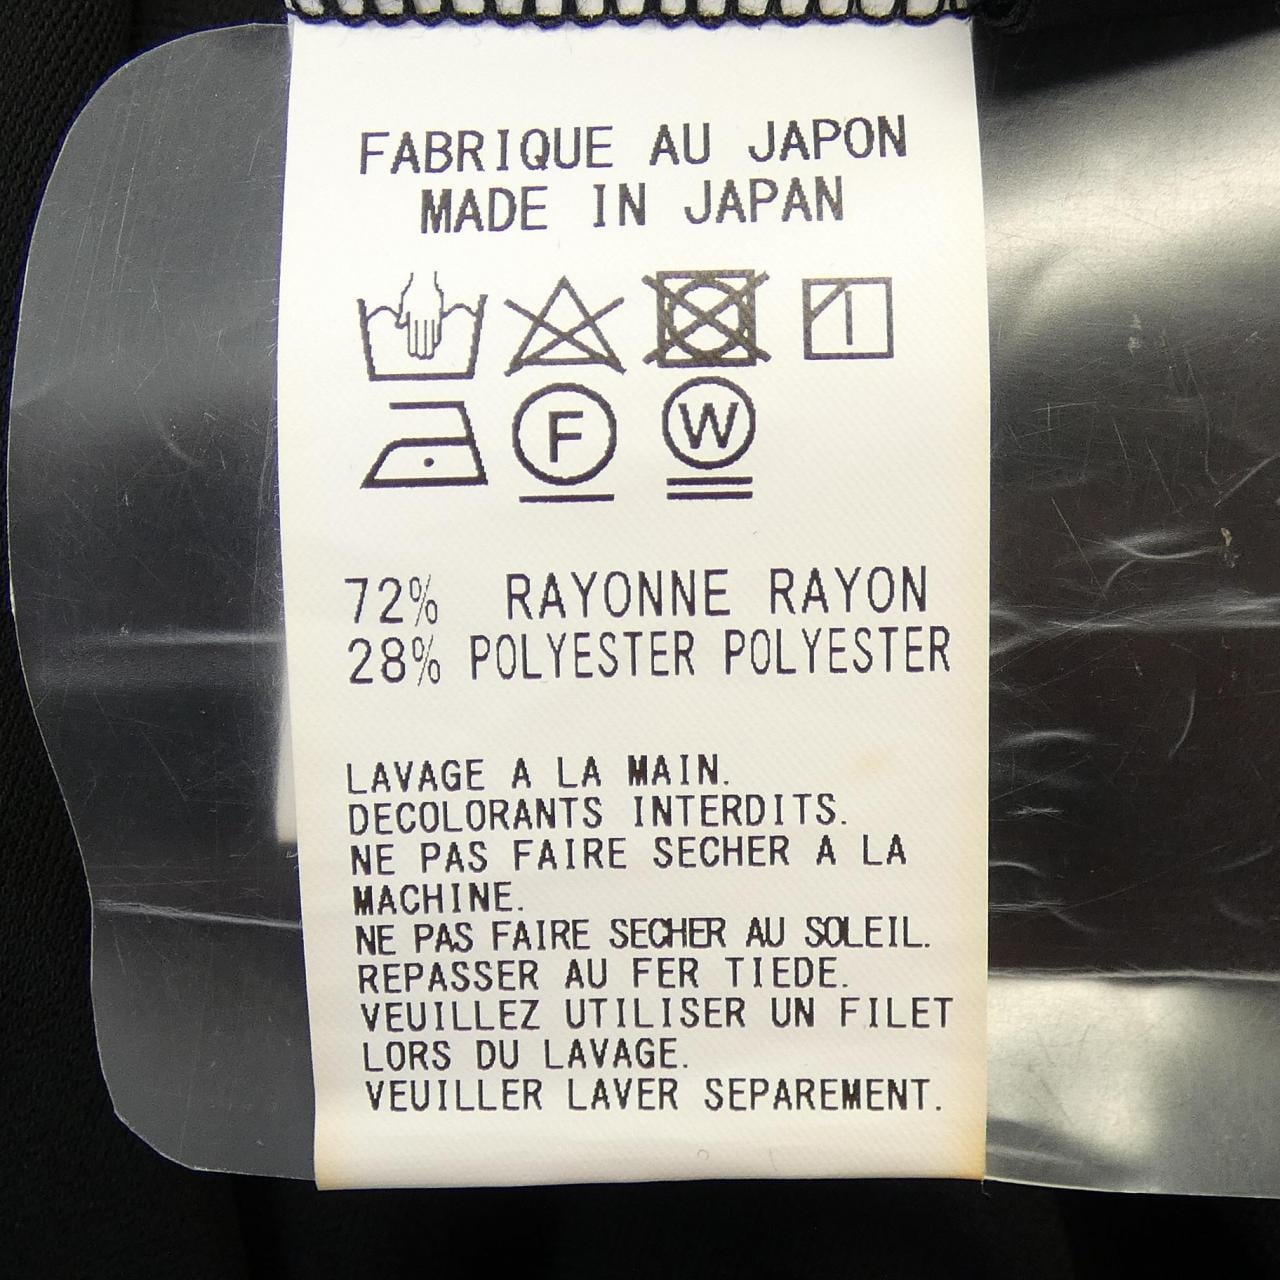 FABRIQUE AU JAPON
MADE IN JAPAN
F W
72% RAYONNE RAYON
28% POLYESTER POLYESTER
LAVAGE A LA MAIN.
DECOLORANTS INTERDITS.
NE PAS FAIRE SECHER A LA
MACHINE.
NE PAS FAIRE SECHER AU SOLEIL.
REPASSER AU FER TIEDE.
VEUILLEZ UTILISER UN FILET
LORS DU LAVAGE.
VEUILLER LAVER SEPAREMENT.